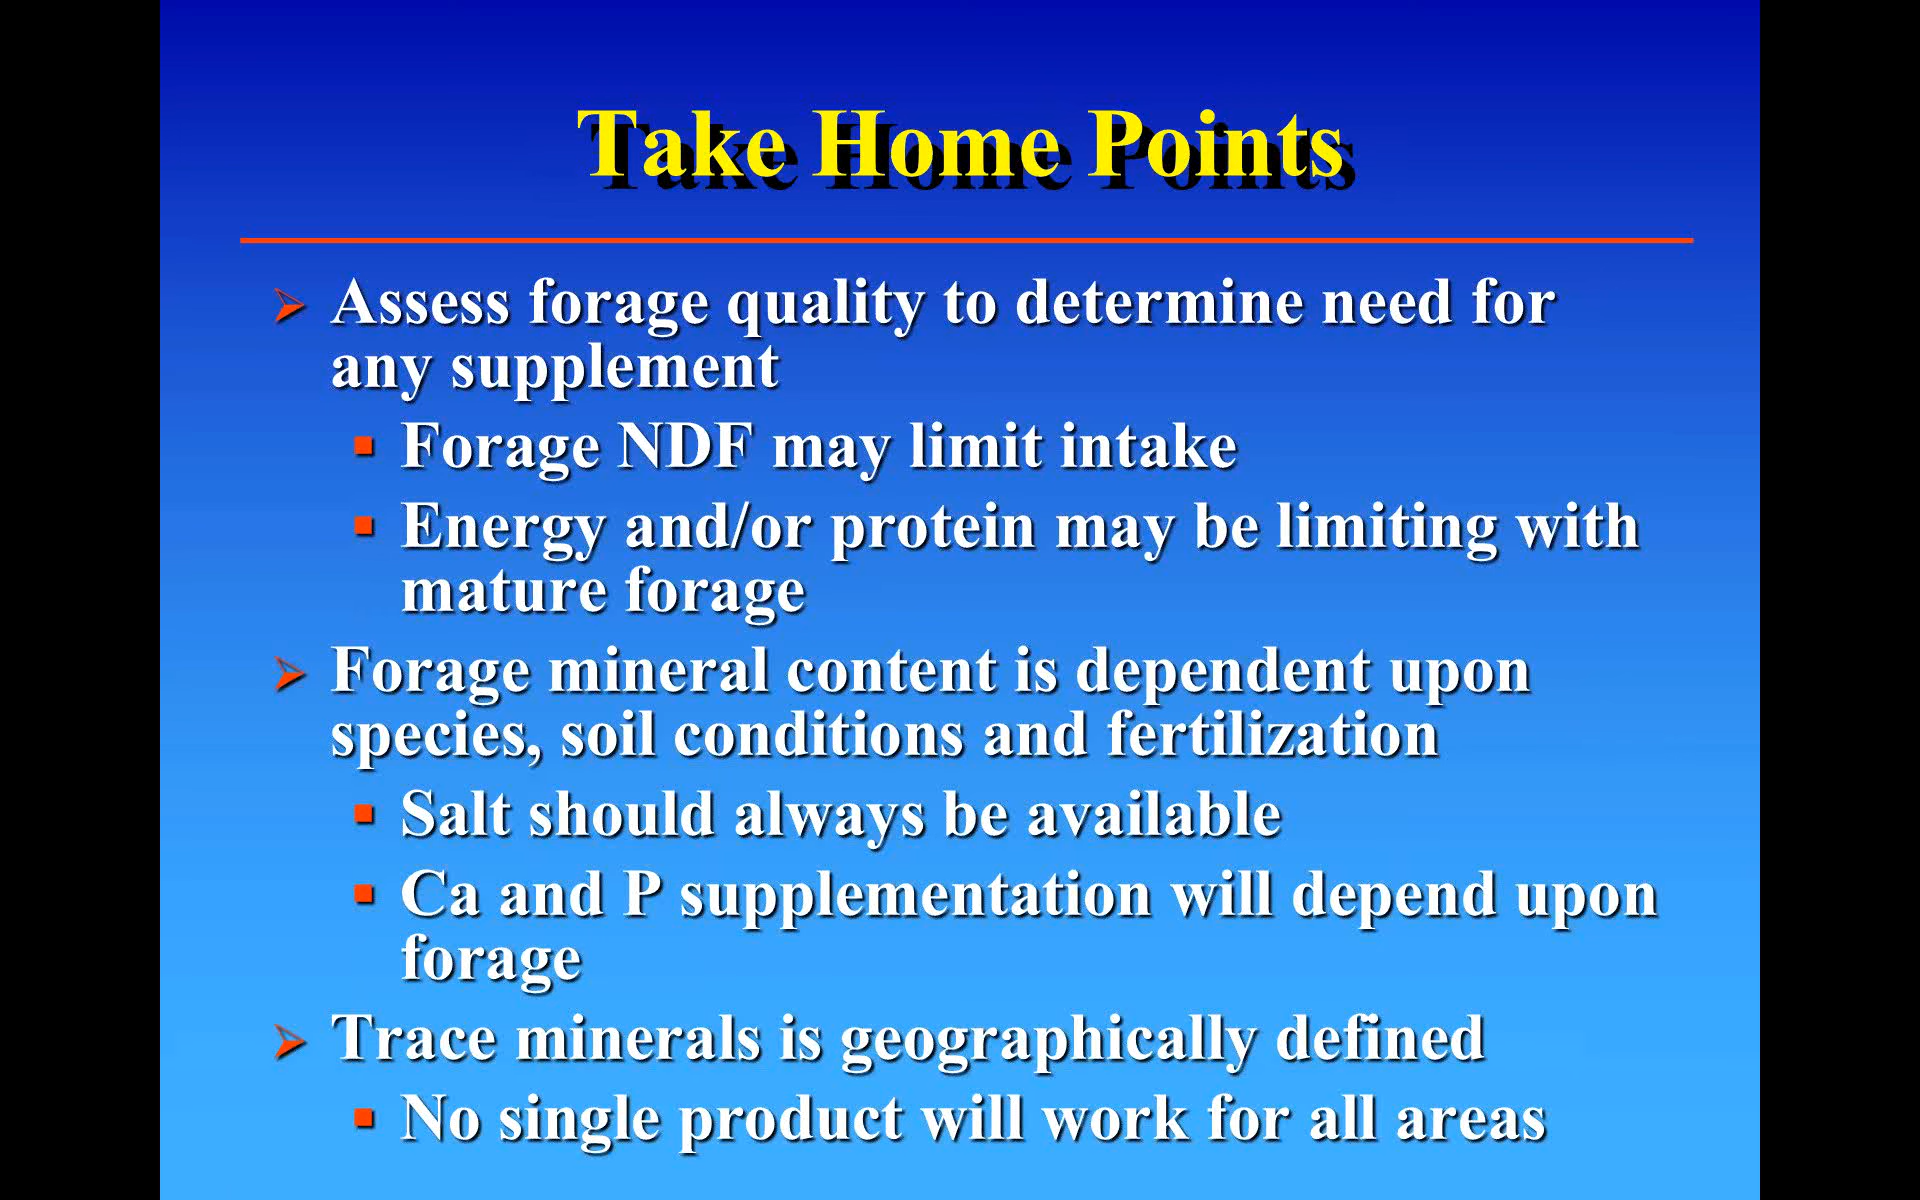 Take Home Points
Assess forage quality to determine need for
any supplement
Forage NDF may limit intake
Energy and/or protein may be limiting with
mature forage
Forage mineral content is dependent upon
species, soil conditions and fertilization
Salt should always be available
Ca and P supplementation will depend upon
forage
Trace minerals is geographically defined
No single product will work for all areas